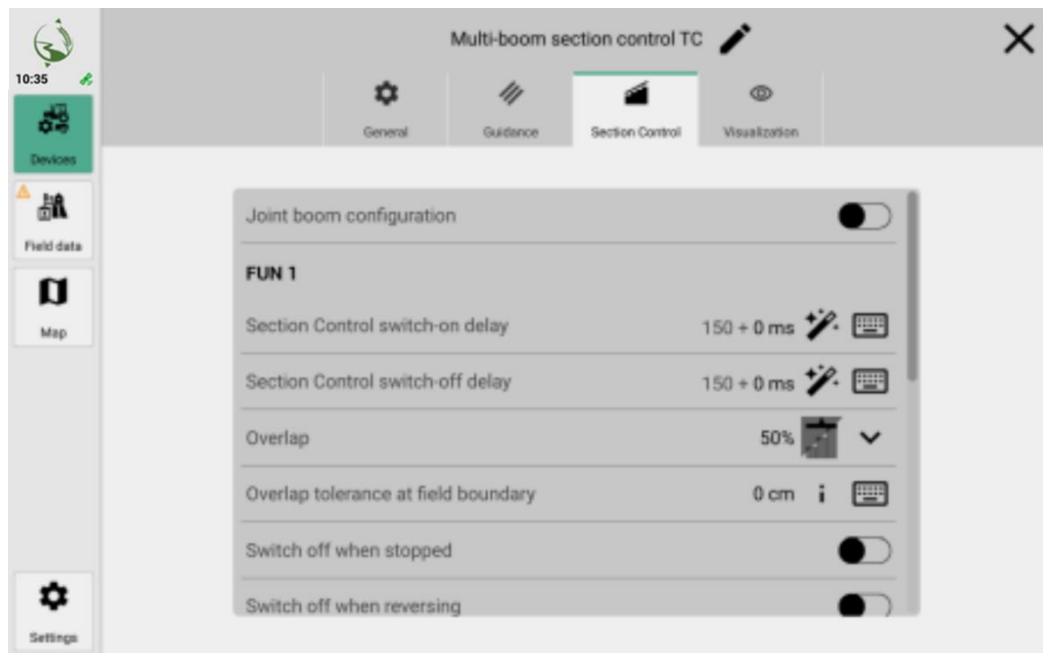 Multi-boom section control TC
10:35
General
Guidance
Section Control
Visualization
Devices
Field data
Map
Settings
Joint boom configuration
FUN 1
Section Control switch-on delay 150 + 0 ms
Section Control switch-off delay 150 + 0 ms
Overlap 50%
Overlap tolerance at field boundary 0 cm i
Switch off when stopped
Switch off when reversing